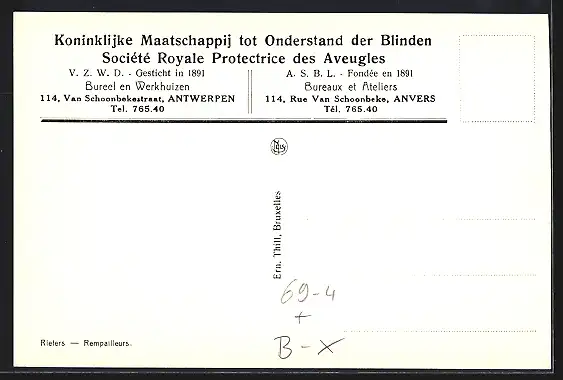 Koninklijke Maatschappij tot Onderstand der Blinden
Société Royale Protectrice des Aveugles
V. Z. W. D. - Gesticht in 1891
Bureel en Werkhuizen
114, Van Schoonbekestraat, ANTWERPEN
Tel. 765.40
A. S. B. L. - Fondée en 1891
Bureaux et Ateliers
114, Rue Van Schoonbeke, ANVERS
Tél. 765.40
Ern. Thill, Bruxelles
69-4
+
B-X
Rieters — Rempailleurs.